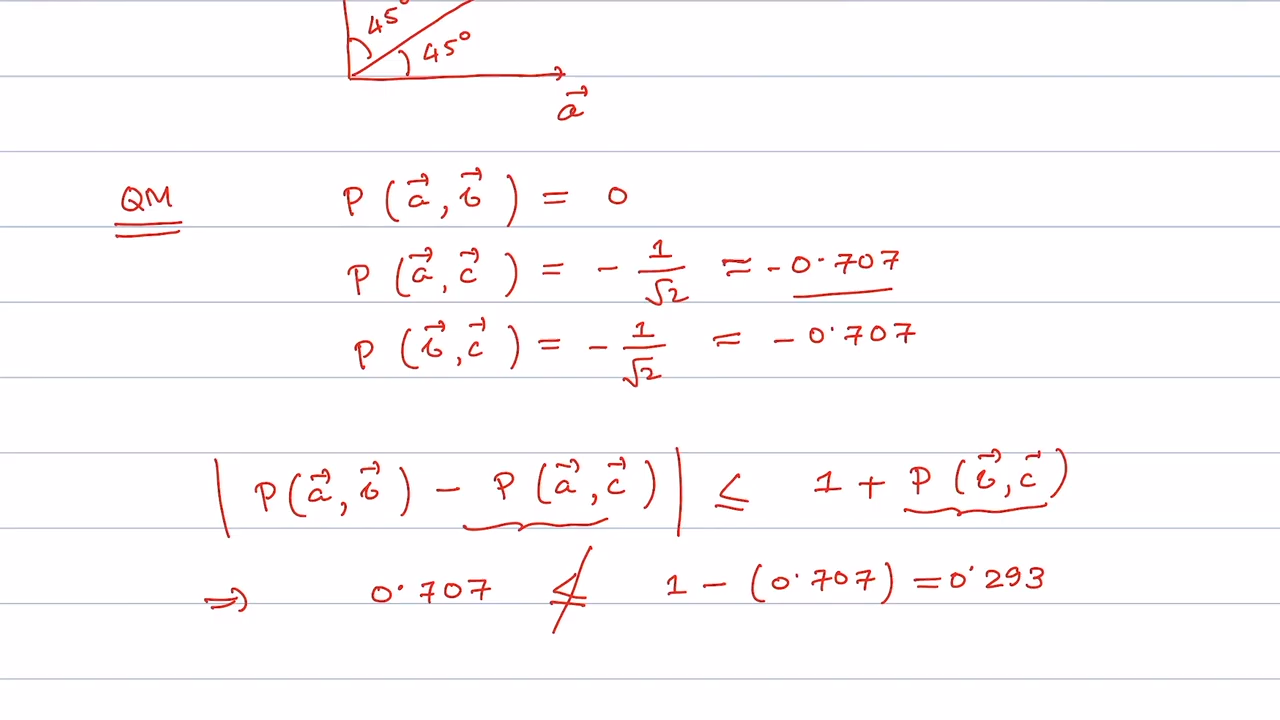 45°
45°
a⃗
QM P (a⃗, b⃗) = 0
P (a⃗, c⃗) = - 1/√2 ≈ -0.707
P (b⃗, c⃗) = - 1/√2 = -0.707
| P(a⃗, b⃗) - P(a⃗, c⃗) | ≤ 1 + P(b⃗, c⃗)
⇒ 0.707 ≰ 1 - (0.707) = 0.293